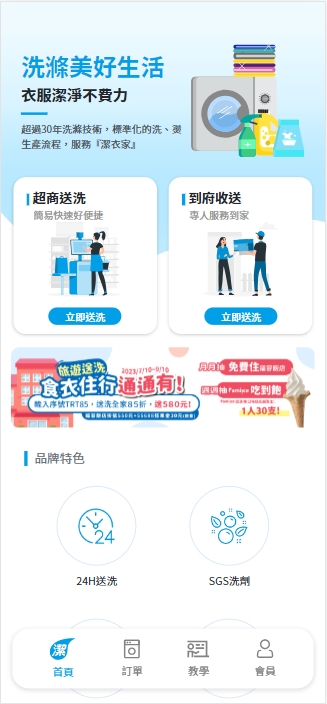 洗滌美好生活
衣服潔淨不費力
超過30年洗滌技術，標準化的洗、燙
生產流程，服務『潔衣家』
超商送洗
簡易快速好便捷
立即送洗
到府收送
專人服務到家
立即送洗
旅遊送洗 2023/7/10-9/10
食衣住行 通通有!
輸入序號TRT85，送洗全家85折，送580元!
月月抽 免費住福容飯店
週週抽 Famiice 吃到飽
1人30支!
品牌特色
24
24H送洗
SGS洗劑
潔
首頁
訂單
教學
會員